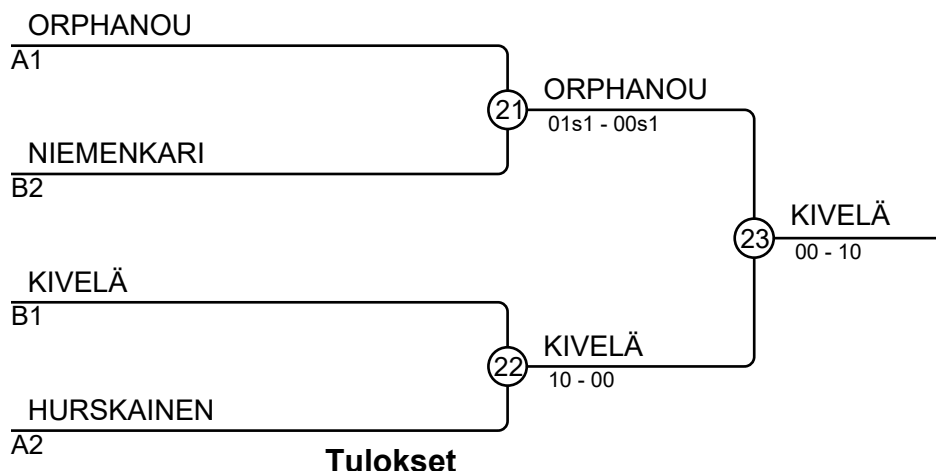 ORPHANOU
A1
21
ORPHANOU
01s1 - 00s1
NIEMENKARI
B2
23
KIVELÄ
00 - 10
KIVELÄ
B1
22
KIVELÄ
10 - 00
HURSKAINEN
A2
Tulokset